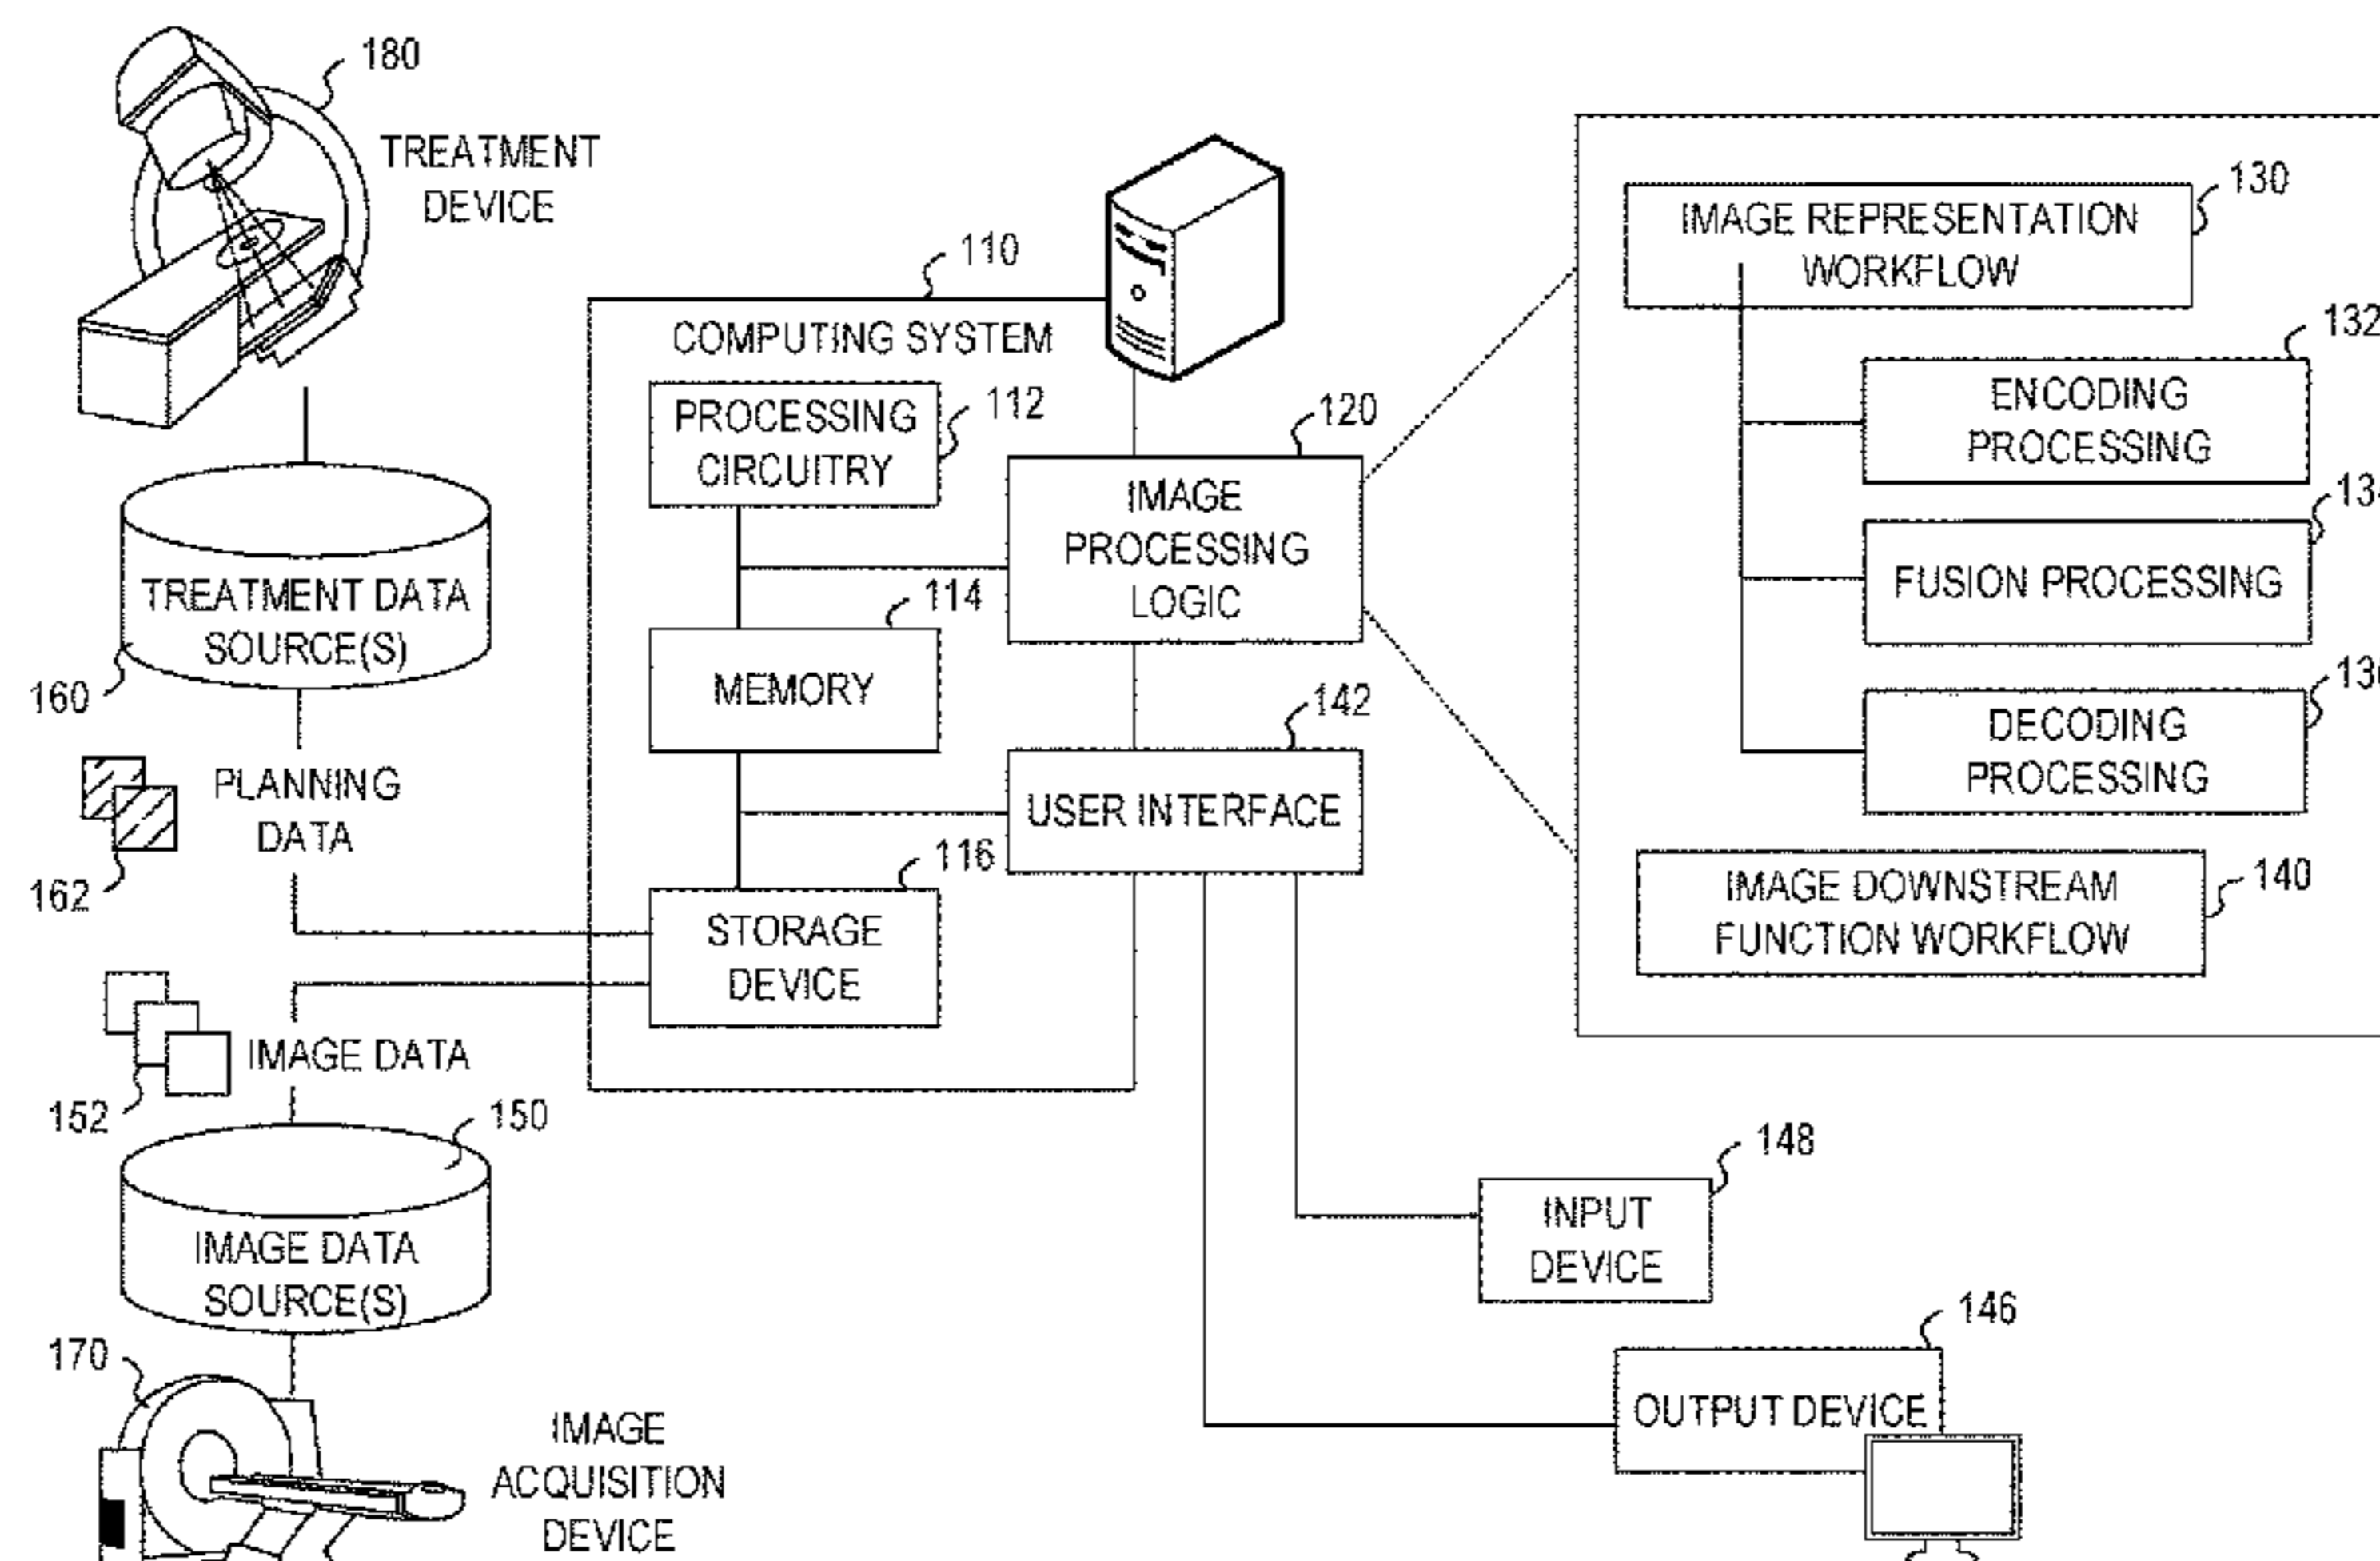 180
TREATMENT
DEVICE
TREATMENT DATA
SOURCE(S)
160
PLANNING
DATA
162
IMAGE DATA
152
150
IMAGE DATA
SOURCE(S)
170
IMAGE
ACQUISITION
DEVICE
110
COMPUTING SYSTEM
PROCESSING
CIRCUITRY
112
120
IMAGE
PROCESSING
LOGIC
114
MEMORY
142
USER INTERFACE
116
STORAGE
DEVICE
148
INPUT
DEVICE
146
OUTPUT DEVICE
130
IMAGE REPRESENTATION
WORKFLOW
132
ENCODING
PROCESSING
FUSION PROCESSING
DECODING
PROCESSING
IMAGE DOWNSTREAM
FUNCTION WORKFLOW
140